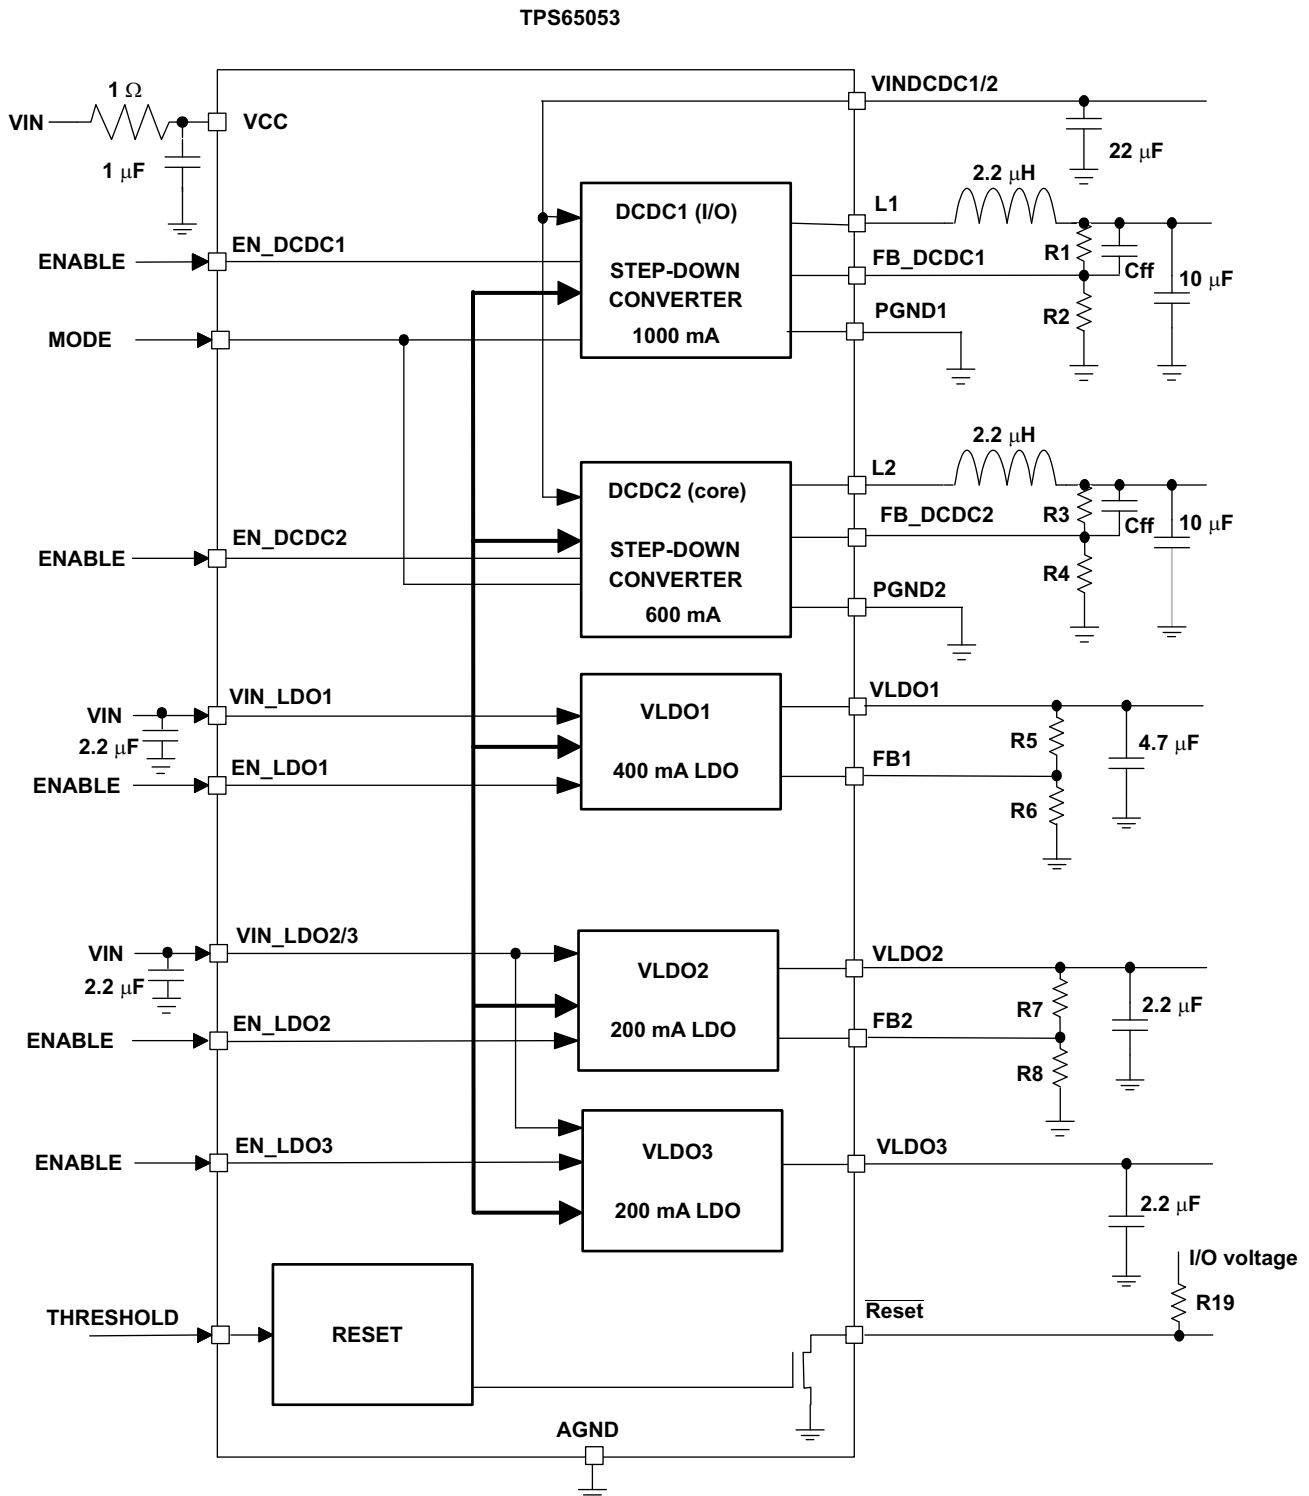 TPS65053
1 Ω
VIN
VCC
1 μF
VINDCDC1/2
22 μF
2.2 μH
DCDC1 (I/O)
STEP-DOWN
CONVERTER
1000 mA
L1
R1
Cff
10 μF
FB_DCDC1
R2
PGND1
ENABLE
EN_DCDC1
MODE
2.2 μH
DCDC2 (core)
STEP-DOWN
CONVERTER
600 mA
L2
R3
Cff
10 μF
FB_DCDC2
R4
PGND2
ENABLE
EN_DCDC2
VIN
2.2 μF
VIN_LDO1
ENABLE
EN_LDO1
VLDO1
400 mA LDO
VLDO1
R5
4.7 μF
FB1
R6
VIN
2.2 μF
VIN_LDO2/3
ENABLE
EN_LDO2
VLDO2
200 mA LDO
VLDO2
R7
2.2 μF
FB2
R8
ENABLE
EN_LDO3
VLDO3
200 mA LDO
VLDO3
2.2 μF
I/O voltage
R19
THRESHOLD
RESET
Reset
AGND